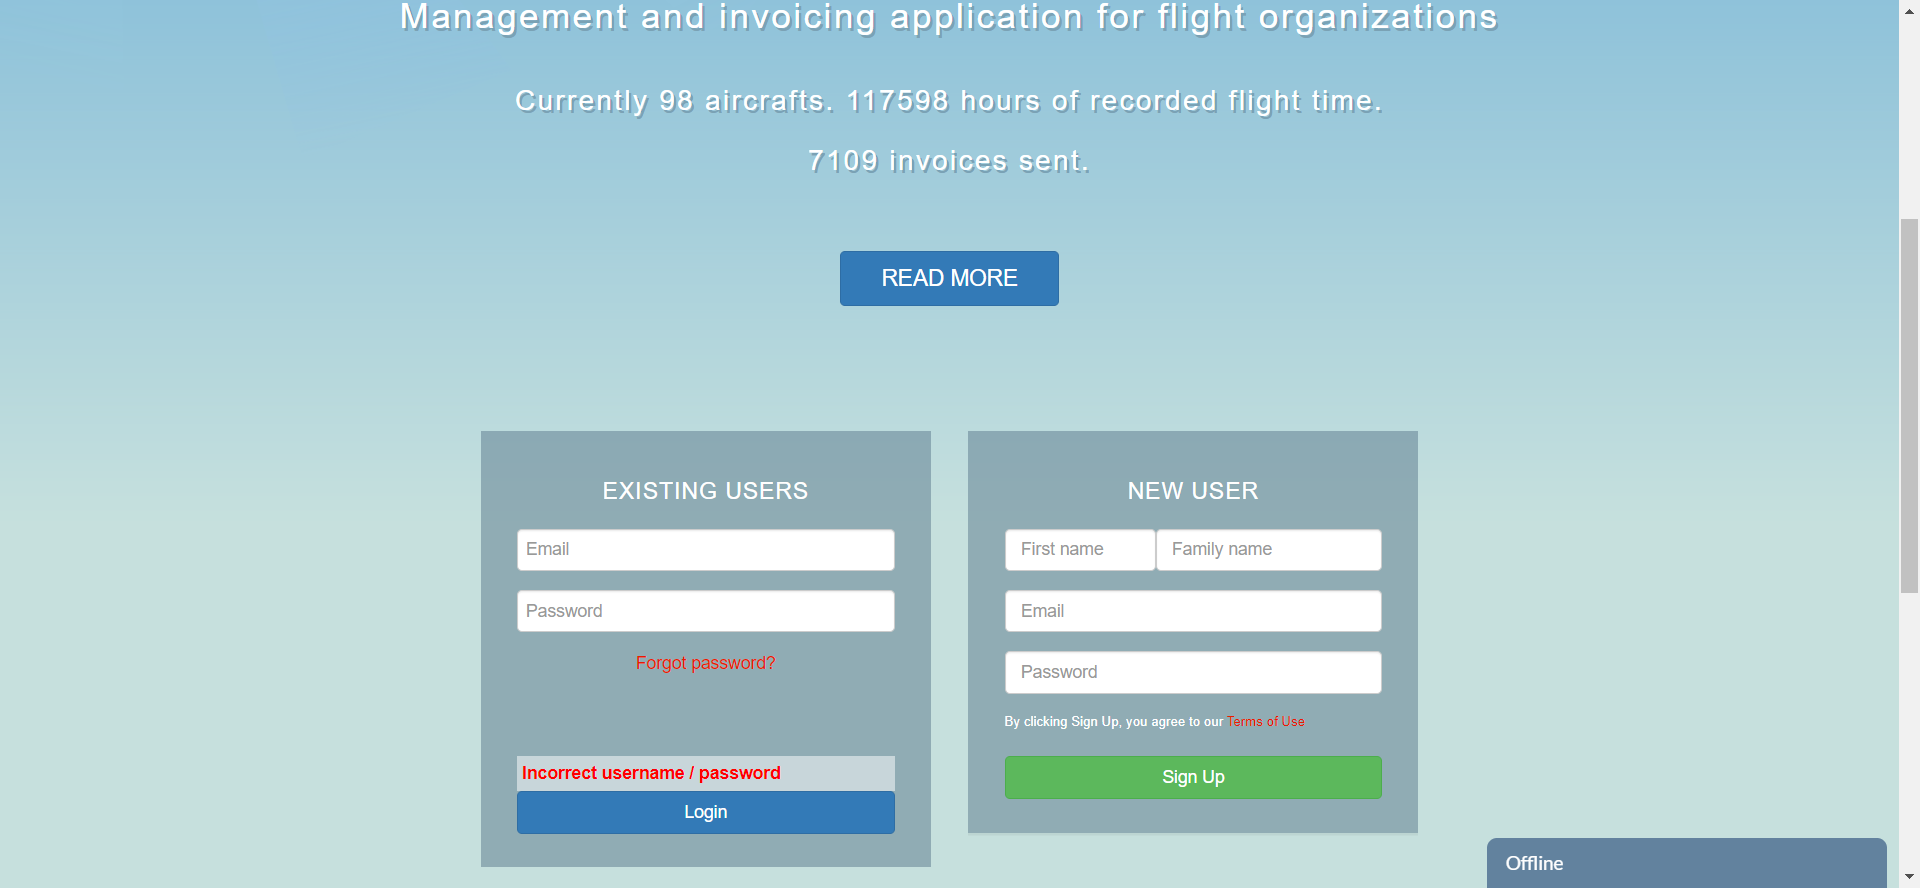 Management and invoicing application for flight organizations
Currently 98 aircrafts. 117598 hours of recorded flight time.
7109 invoices sent.
READ MORE
EXISTING USERS
Email
Password
Forgot password?
Incorrect username / password
Login
NEW USER
First name
Family name
Email
Password
By clicking Sign Up, you agree to our Terms of Use
Sign Up
Offline